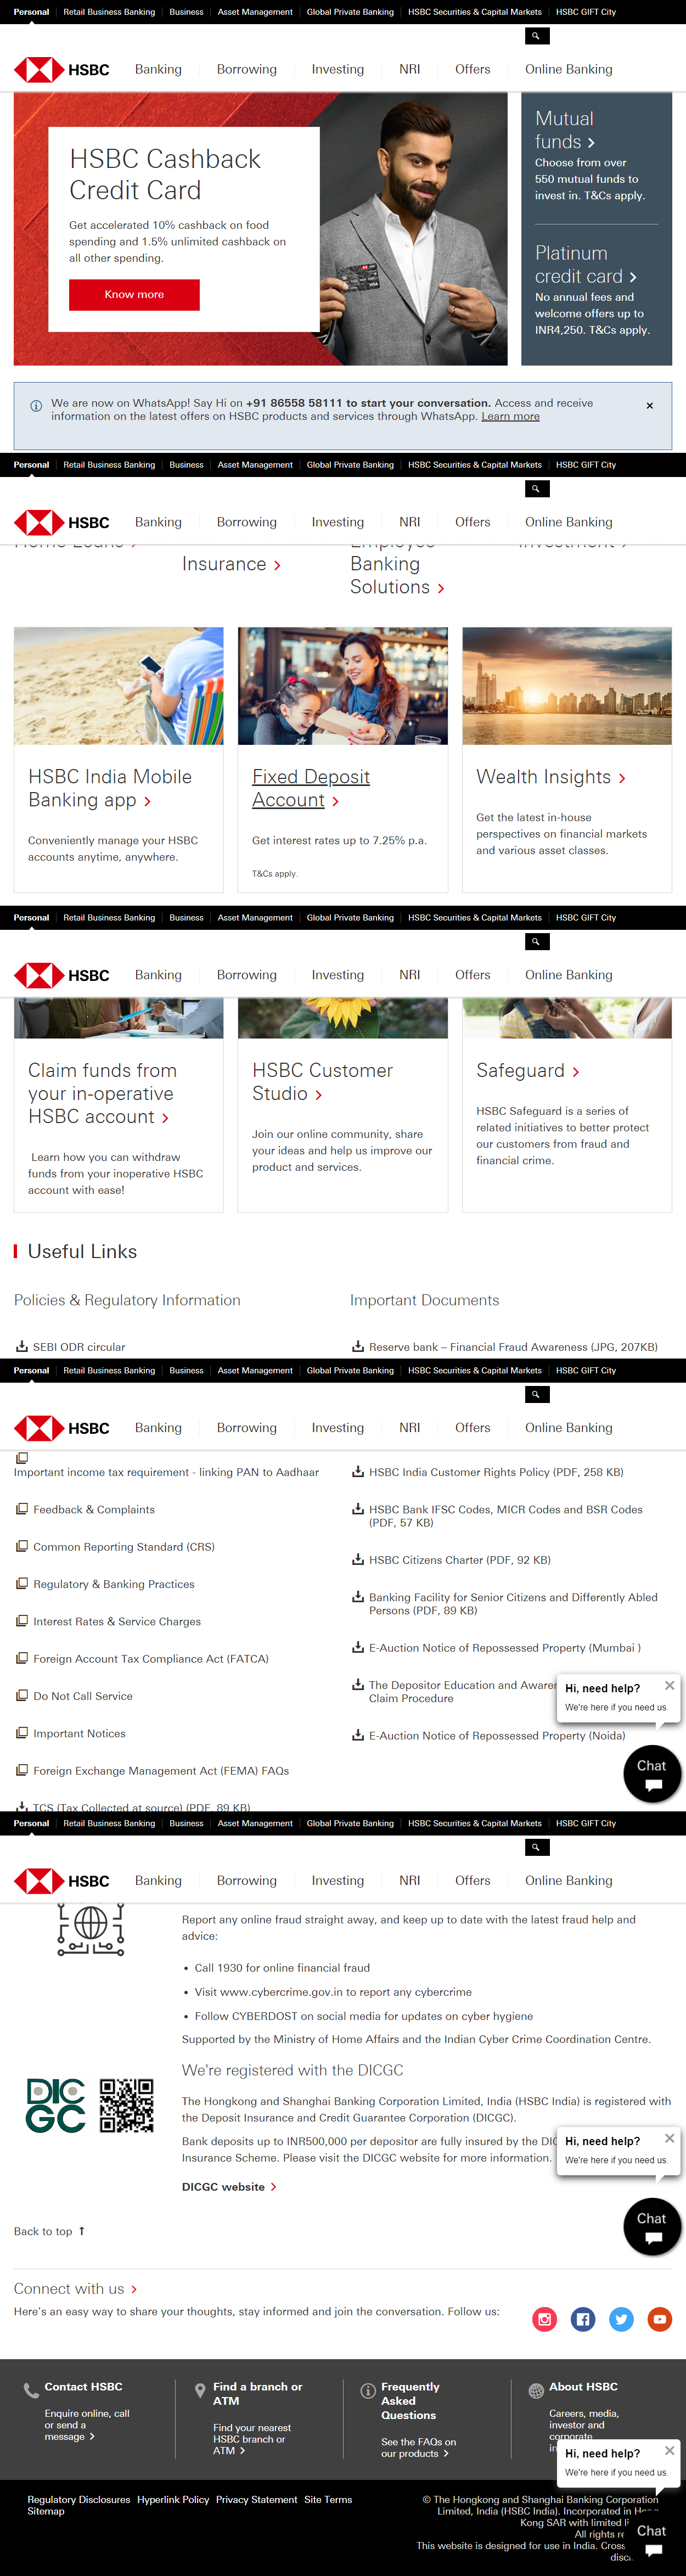 Personal
Retail Business Banking
Business
Asset Management
Global Private Banking
HSBC Securities & Capital Markets
HSBC GIFT City
HSBC
Banking
Borrowing
Investing
NRI
Offers
Online Banking
HSBC Cashback
Credit Card
Get accelerated 10% cashback on food
spending and 1.5% unlimited cashback on
all other spending.
Know more
VISA
Mutual
funds
Choose from over
550 mutual funds to
invest in. T&Cs apply.
Platinum
credit card
No annual fees and
welcome offers up to
INR4,250. T&Cs apply.
We are now on WhatsApp! Say Hi on +91 86558 58111 to start your conversation. Access and receive
information on the latest offers on HSBC products and services through WhatsApp. Learn more
Personal
Retail Business Banking
Business
Asset Management
Global Private Banking
HSBC Securities & Capital Markets
HSBC GIFT City
HSBC
Banking
Borrowing
Investing
NRI
Offers
Online Banking
Home Loans
Insurance
Employee
Banking
Solutions
Investment
HSBC India Mobile
Banking app
Conveniently manage your HSBC
accounts anytime, anywhere.
Fixed Deposit
Account
Get interest rates up to 7.25% p.a.
T&Cs apply.
Wealth Insights
Get the latest in-house
perspectives on financial markets
and various asset classes.
Personal
Retail Business Banking
Business
Asset Management
Global Private Banking
HSBC Securities & Capital Markets
HSBC GIFT City
HSBC
Banking
Borrowing
Investing
NRI
Offers
Online Banking
Claim funds from
your in-operative
HSBC account
Learn how you can withdraw
funds from your inoperative HSBC
account with ease!
HSBC Customer
Studio
Join our online community, share
your ideas and help us improve our
product and services.
Safeguard
HSBC Safeguard is a series of
related initiatives to better protect
our customers from fraud and
financial crime.
Useful Links
Policies & Regulatory Information
Important Documents
SEBI ODR circular
Reserve bank – Financial Fraud Awareness (JPG, 207KB)
Personal
Retail Business Banking
Business
Asset Management
Global Private Banking
HSBC Securities & Capital Markets
HSBC GIFT City
HSBC
Banking
Borrowing
Investing
NRI
Offers
Online Banking
Important income tax requirement - linking PAN to Aadhaar
Feedback & Complaints
Common Reporting Standard (CRS)
Regulatory & Banking Practices
Interest Rates & Service Charges
Foreign Account Tax Compliance Act (FATCA)
Do Not Call Service
Important Notices
Foreign Exchange Management Act (FEMA) FAQs
TCS (Tax Collected at source) (PDF, 89 KB)
HSBC India Customer Rights Policy (PDF, 258 KB)
HSBC Bank IFSC Codes, MICR Codes and BSR Codes
(PDF, 57 KB)
HSBC Citizens Charter (PDF, 92 KB)
Banking Facility for Senior Citizens and Differently Abled
Persons (PDF, 89 KB)
E-Auction Notice of Repossessed Property (Mumbai )
The Depositor Education and
Claim Procedure
E-Auction Notice of Repossessed Property (Noida)
Hi, need help?
We're here if you need us.
Chat
Personal
Retail Business Banking
Business
Asset Management
Global Private Banking
HSBC Securities & Capital Markets
HSBC GIFT City
HSBC
Banking
Borrowing
Investing
NRI
Offers
Online Banking
Report any online fraud straight away, and keep up to date with the latest fraud help and
advice:
• Call 1930 for online financial fraud
• Visit www.cybercrime.gov.in to report any cybercrime
• Follow CYBERDOST on social media for updates on cyber hygiene
Supported by the Ministry of Home Affairs and the Indian Cyber Crime Coordination Centre.
DICGC
We're registered with the DICGC
The Hongkong and Shanghai Banking Corporation Limited, India (HSBC India) is registered with
the Deposit Insurance and Credit Guarantee Corporation (DICGC).
Bank deposits up to INR500,000 per depositor are fully insured by the
Insurance Scheme. Please visit the DICGC website for more information.
DICGC website
Hi, need help?
We're here if you need us.
Chat
Back to top
Connect with us
Here's an easy way to share your thoughts, stay informed and join the conversation. Follow us:
Contact HSBC
Enquire online, call
or send a
message
Find a branch or
ATM
Find your nearest
HSBC branch or
ATM
Frequently
Asked
Questions
See the FAQs on
our products
About HSBC
Careers, media,
investor and
corporate
Hi, need help?
We're here if you need us.
Chat
Regulatory Disclosures
Hyperlink Policy
Privacy Statement
Site Terms
Sitemap
© The Hongkong and Shanghai Banking Corporation
Limited, India (HSBC India). Incorporated in
Kong SAR with limited
All rights
This website is designed for use in India.